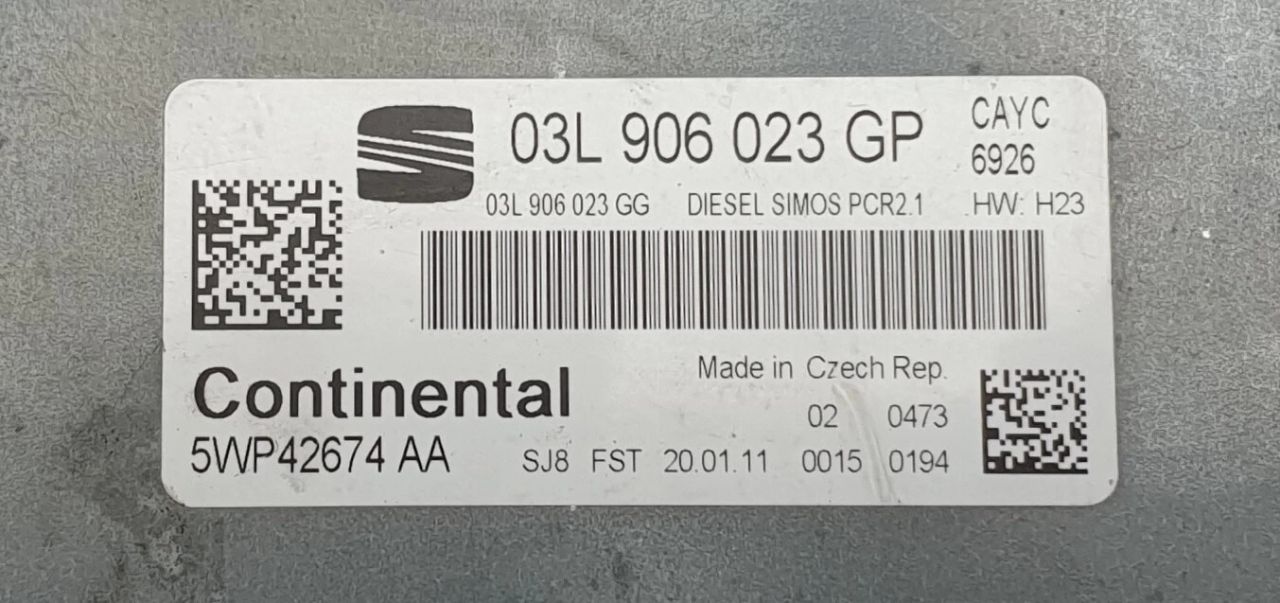 03L 906 023 GP CAYC
6926
03L 906 023 GG DIESEL SIMOS PCR2.1 HW: H23
Continental
Made in Czech Rep.
02 0473
5WP42674 AA SJ8 FST 20.01.11 0015 0194